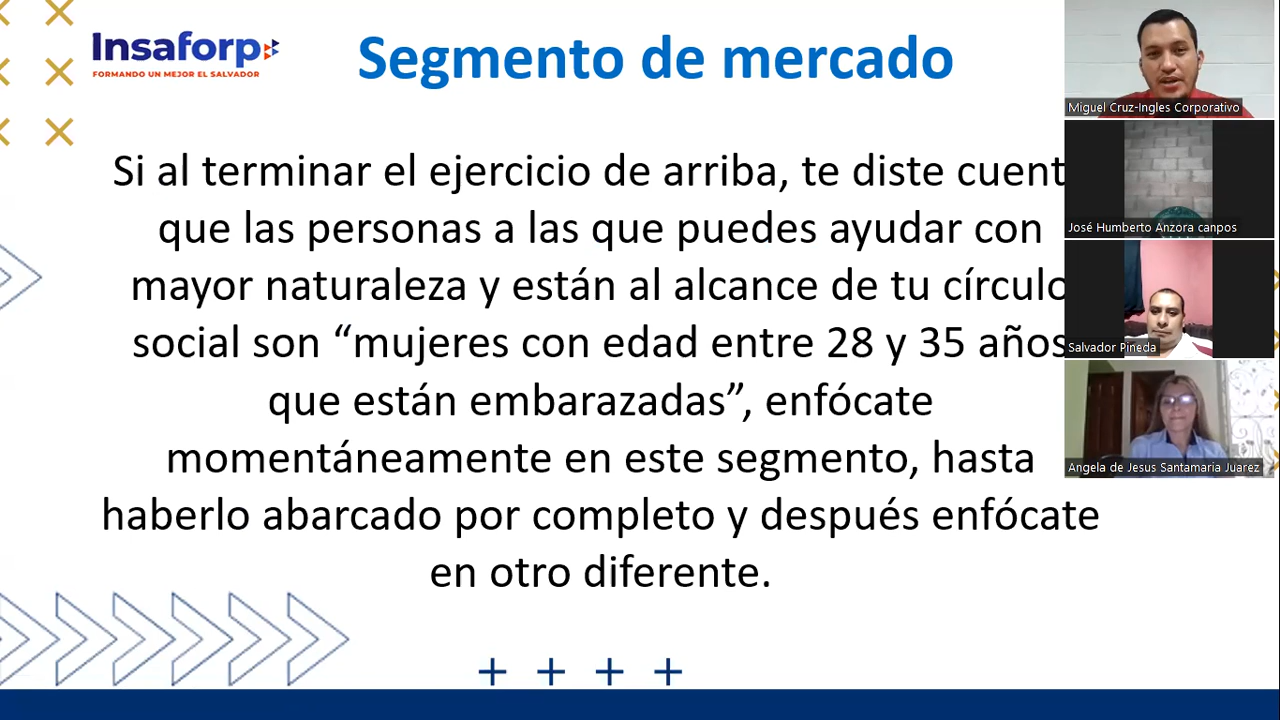 Insaforp
FORMANDO UN MEJOR EL SALVADOR
Segmento de mercado
Si al terminar el ejercicio de arriba, te diste cuent
que las personas a las que puedes ayudar con
mayor naturaleza y están al alcance de tu círculo
social son “mujeres con edad entre 28 y 35 años
que están embarazadas”, enfócate
momentáneamente en este segmento, hasta
haberlo abarcado por completo y después enfócate
en otro diferente.
Miguel Cruz-Ingles Corporativo
José Humberto Anzora canpos
Salvador Pineda
Angela de Jesus Santamaria Juarez